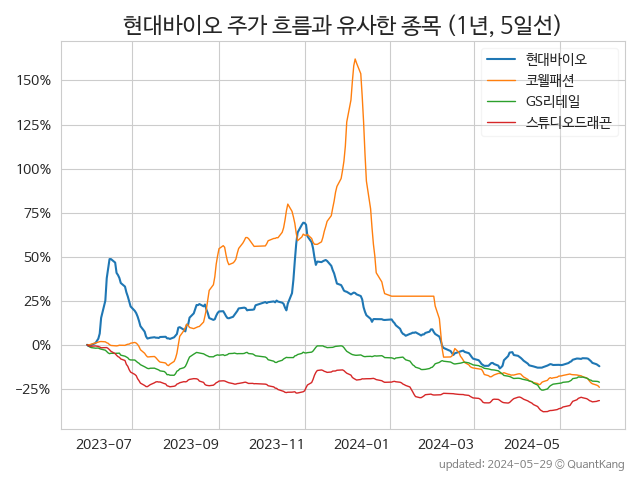 현대바이오 주가 흐름과 유사한 종목 (1년, 5일선)
현대바이오
코웰패션
GS리테일
스튜디오드래곤
150%
125%
100%
75%
50%
25%
0%
−25%
2023-07 2023-09 2023-11 2024-01 2024-03 2024-05
updated: 2024-05-29 © QuantKang